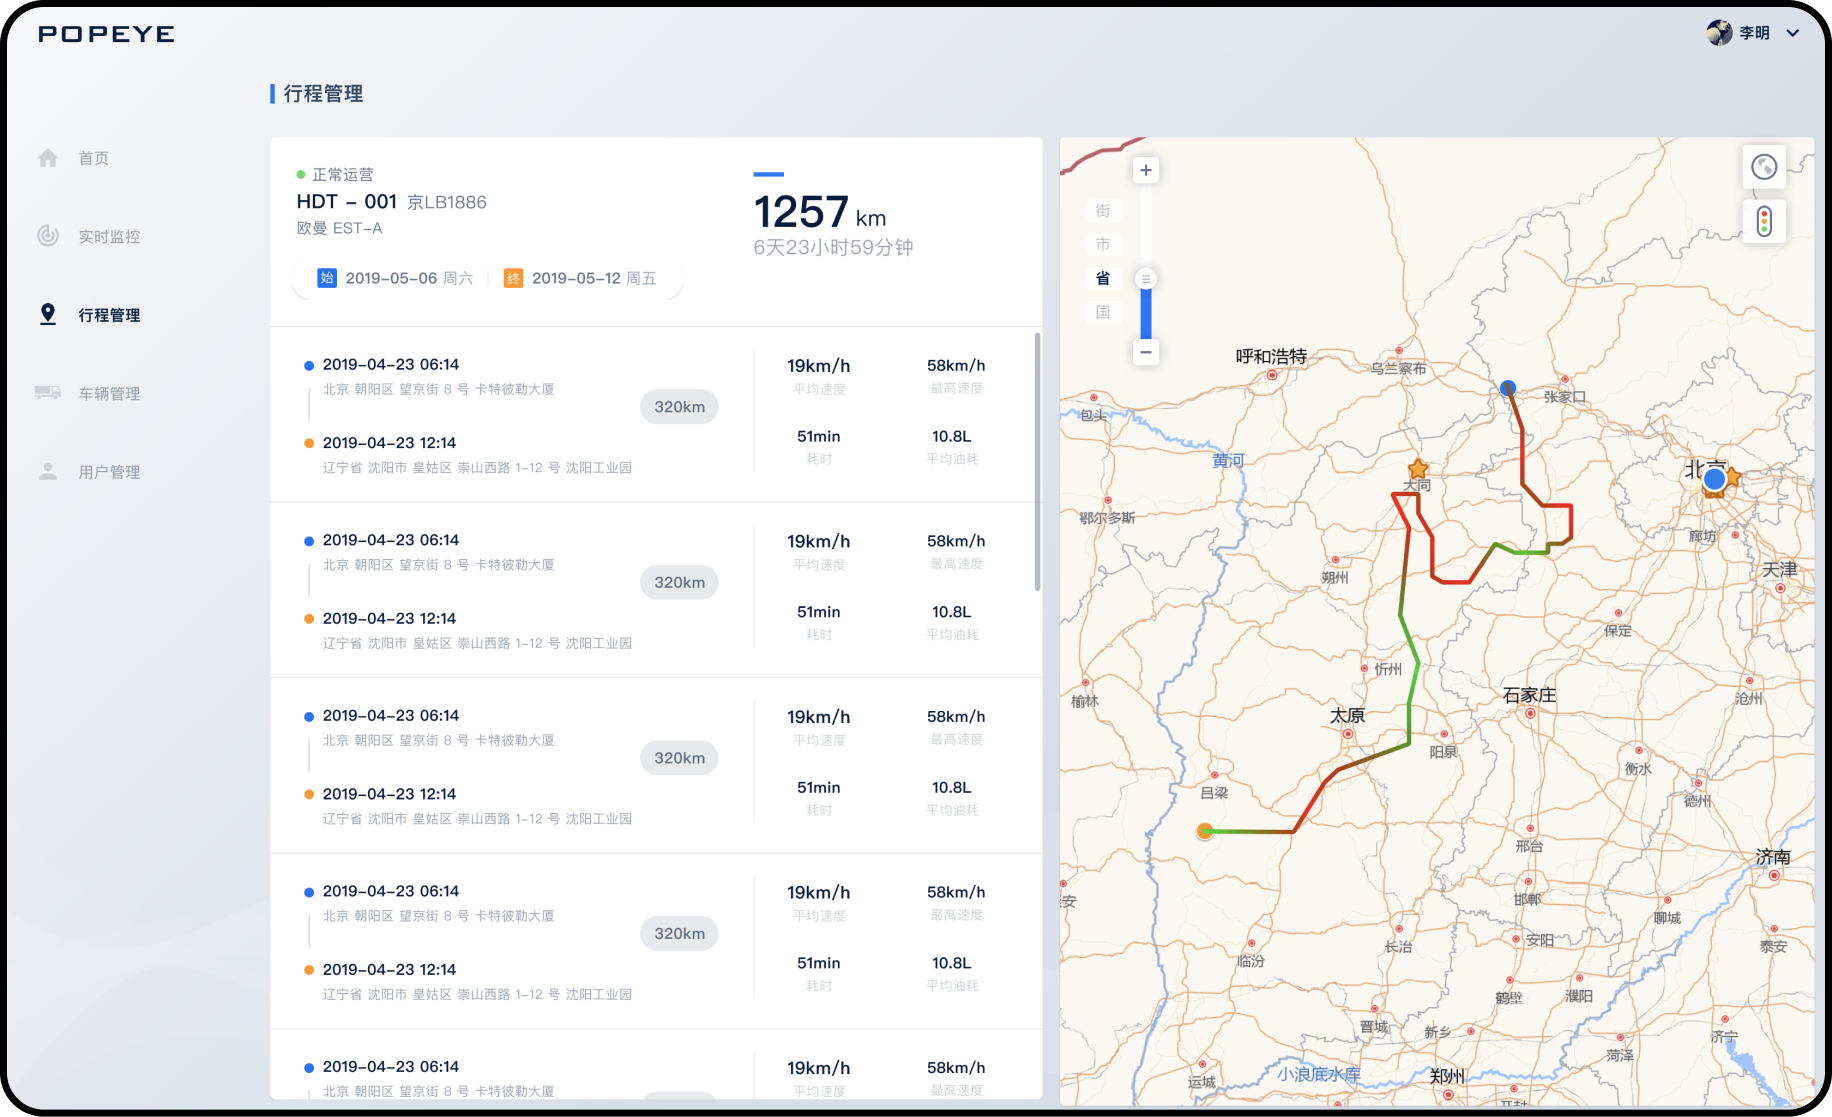 POPEYE
李明
行程管理
首页
实时监控
行程管理
车辆管理
用户管理
正常运营
HDT – 001 京LB1886
欧曼 EST-A
1257 km
6天23小时59分钟
始 2019-05-06 周六
终 2019-05-12 周五
2019-04-23 06:14
北京 朝阳区 望京街 8 号 卡特彼勒大厦
2019-04-23 12:14
辽宁省 沈阳市 皇姑区 崇山西路 1-12 号 沈阳工业园
320km
19km/h
平均速度
58km/h
最高速度
51min
耗时
10.8L
平均油耗
2019-04-23 06:14
北京 朝阳区 望京街 8 号 卡特彼勒大厦
2019-04-23 12:14
辽宁省 沈阳市 皇姑区 崇山西路 1-12 号 沈阳工业园
320km
19km/h
平均速度
58km/h
最高速度
51min
耗时
10.8L
平均油耗
2019-04-23 06:14
北京 朝阳区 望京街 8 号 卡特彼勒大厦
2019-04-23 12:14
辽宁省 沈阳市 皇姑区 崇山西路 1-12 号 沈阳工业园
320km
19km/h
平均速度
58km/h
最高速度
51min
耗时
10.8L
平均油耗
2019-04-23 06:14
北京 朝阳区 望京街 8 号 卡特彼勒大厦
2019-04-23 12:14
辽宁省 沈阳市 皇姑区 崇山西路 1-12 号 沈阳工业园
320km
19km/h
平均速度
58km/h
最高速度
51min
耗时
10.8L
平均油耗
2019-04-23 06:14
北京 朝阳区 望京街 8 号 卡特彼勒大厦
19km/h
平均速度
58km/h
最高速度
街
市
省
国
呼和浩特
乌兰察布
张家口
包头
黄河
北京
大同
鄂尔多斯
廊坊
天津
朔州
保定
忻州
榆林
石家庄
沧州
太原
阳泉
衡水
吕梁
德州
邢台
济南
邯郸
安
聊城
长治
安阳
泰安
临汾
鹤壁
濮阳
晋城
新乡
济宁
菏泽
小浪底水库
郑州
运城
开封